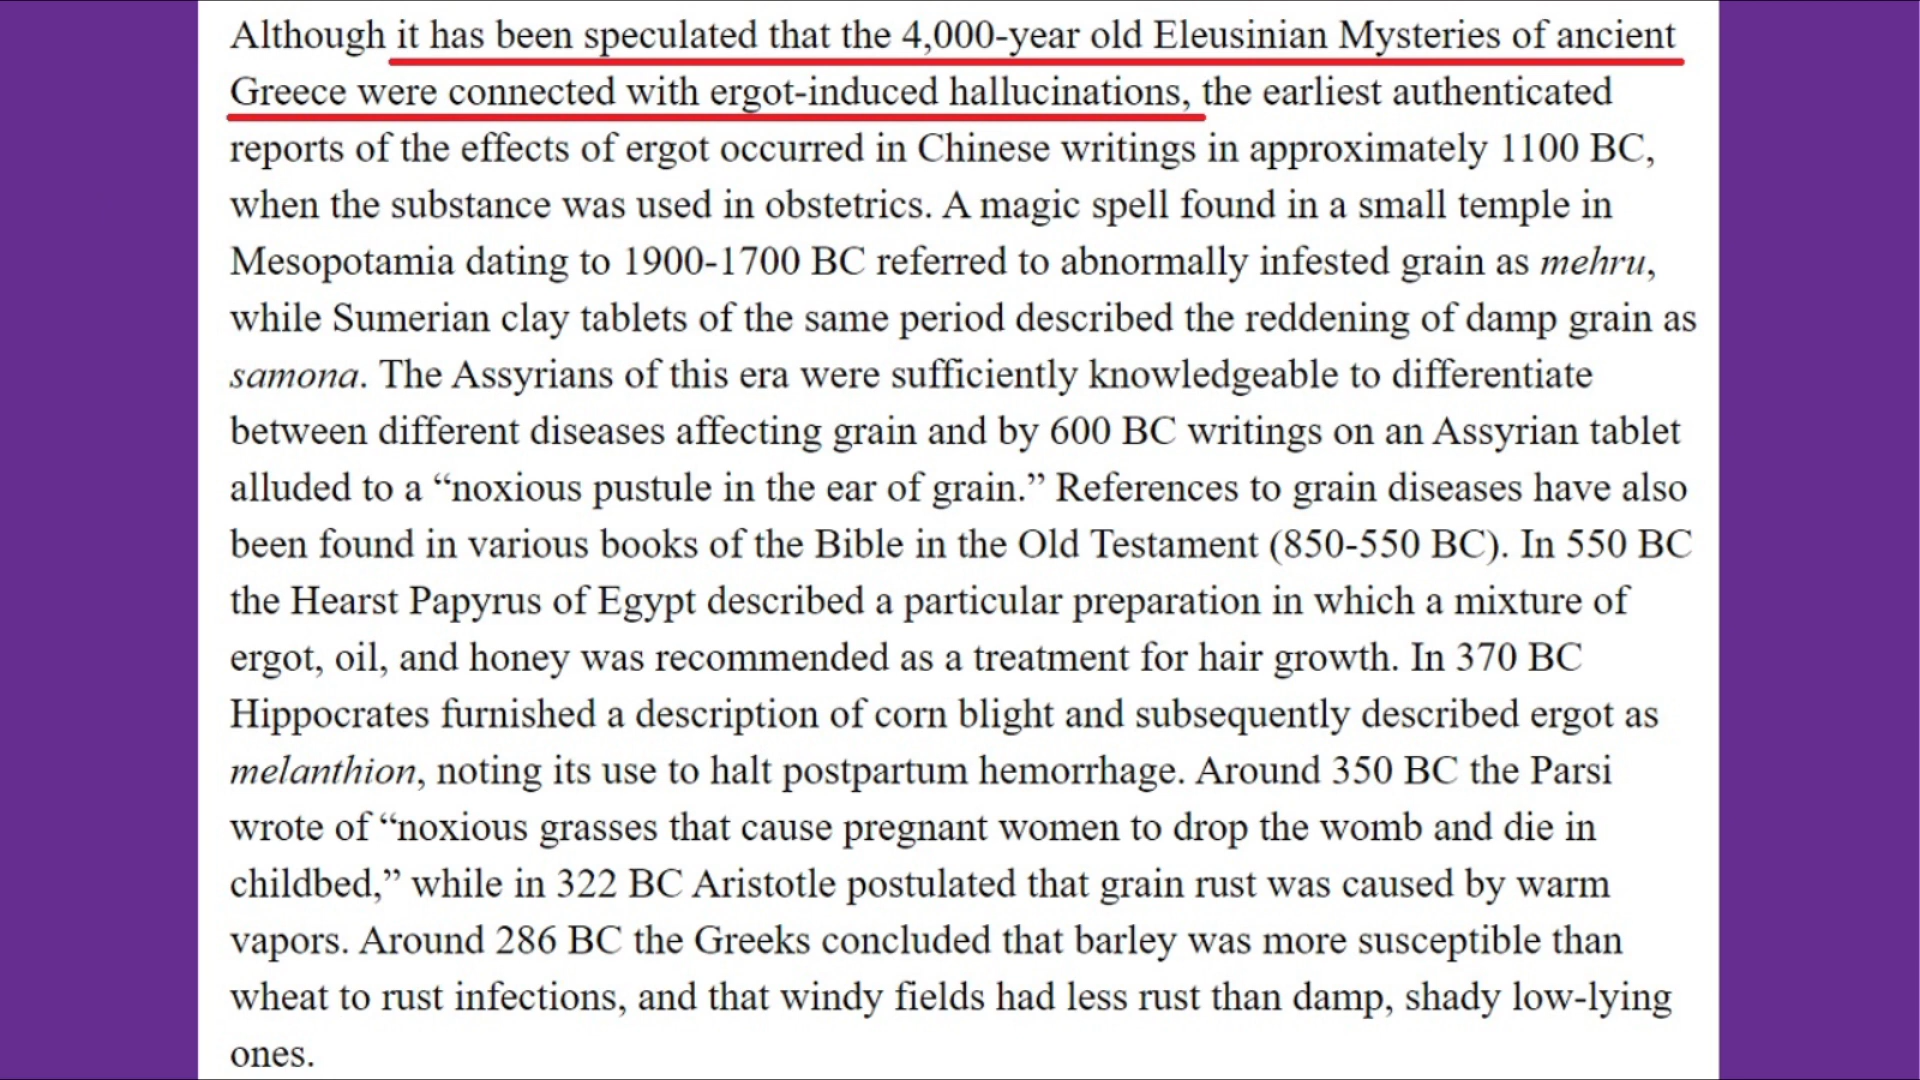 Although it has been speculated that the 4,000-year old Eleusinian Mysteries of ancient
Greece were connected with ergot-induced hallucinations, the earliest authenticated
reports of the effects of ergot occurred in Chinese writings in approximately 1100 BC,
when the substance was used in obstetrics. A magic spell found in a small temple in
Mesopotamia dating to 1900-1700 BC referred to abnormally infested grain as mehru,
while Sumerian clay tablets of the same period described the reddening of damp grain as
samona. The Assyrians of this era were sufficiently knowledgeable to differentiate
between different diseases affecting grain and by 600 BC writings on an Assyrian tablet
alluded to a “noxious pustule in the ear of grain.” References to grain diseases have also
been found in various books of the Bible in the Old Testament (850-550 BC). In 550 BC
the Hearst Papyrus of Egypt described a particular preparation in which a mixture of
ergot, oil, and honey was recommended as a treatment for hair growth. In 370 BC
Hippocrates furnished a description of corn blight and subsequently described ergot as
melanthion, noting its use to halt postpartum hemorrhage. Around 350 BC the Parsi
wrote of “noxious grasses that cause pregnant women to drop the womb and die in
childbed,” while in 322 BC Aristotle postulated that grain rust was caused by warm
vapors. Around 286 BC the Greeks concluded that barley was more susceptible than
wheat to rust infections, and that windy fields had less rust than damp, shady low-lying
ones.